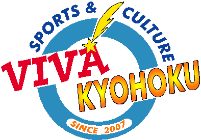 SPORTS & CULTURE
VIVA
KYOHOKU
SINCE 2007